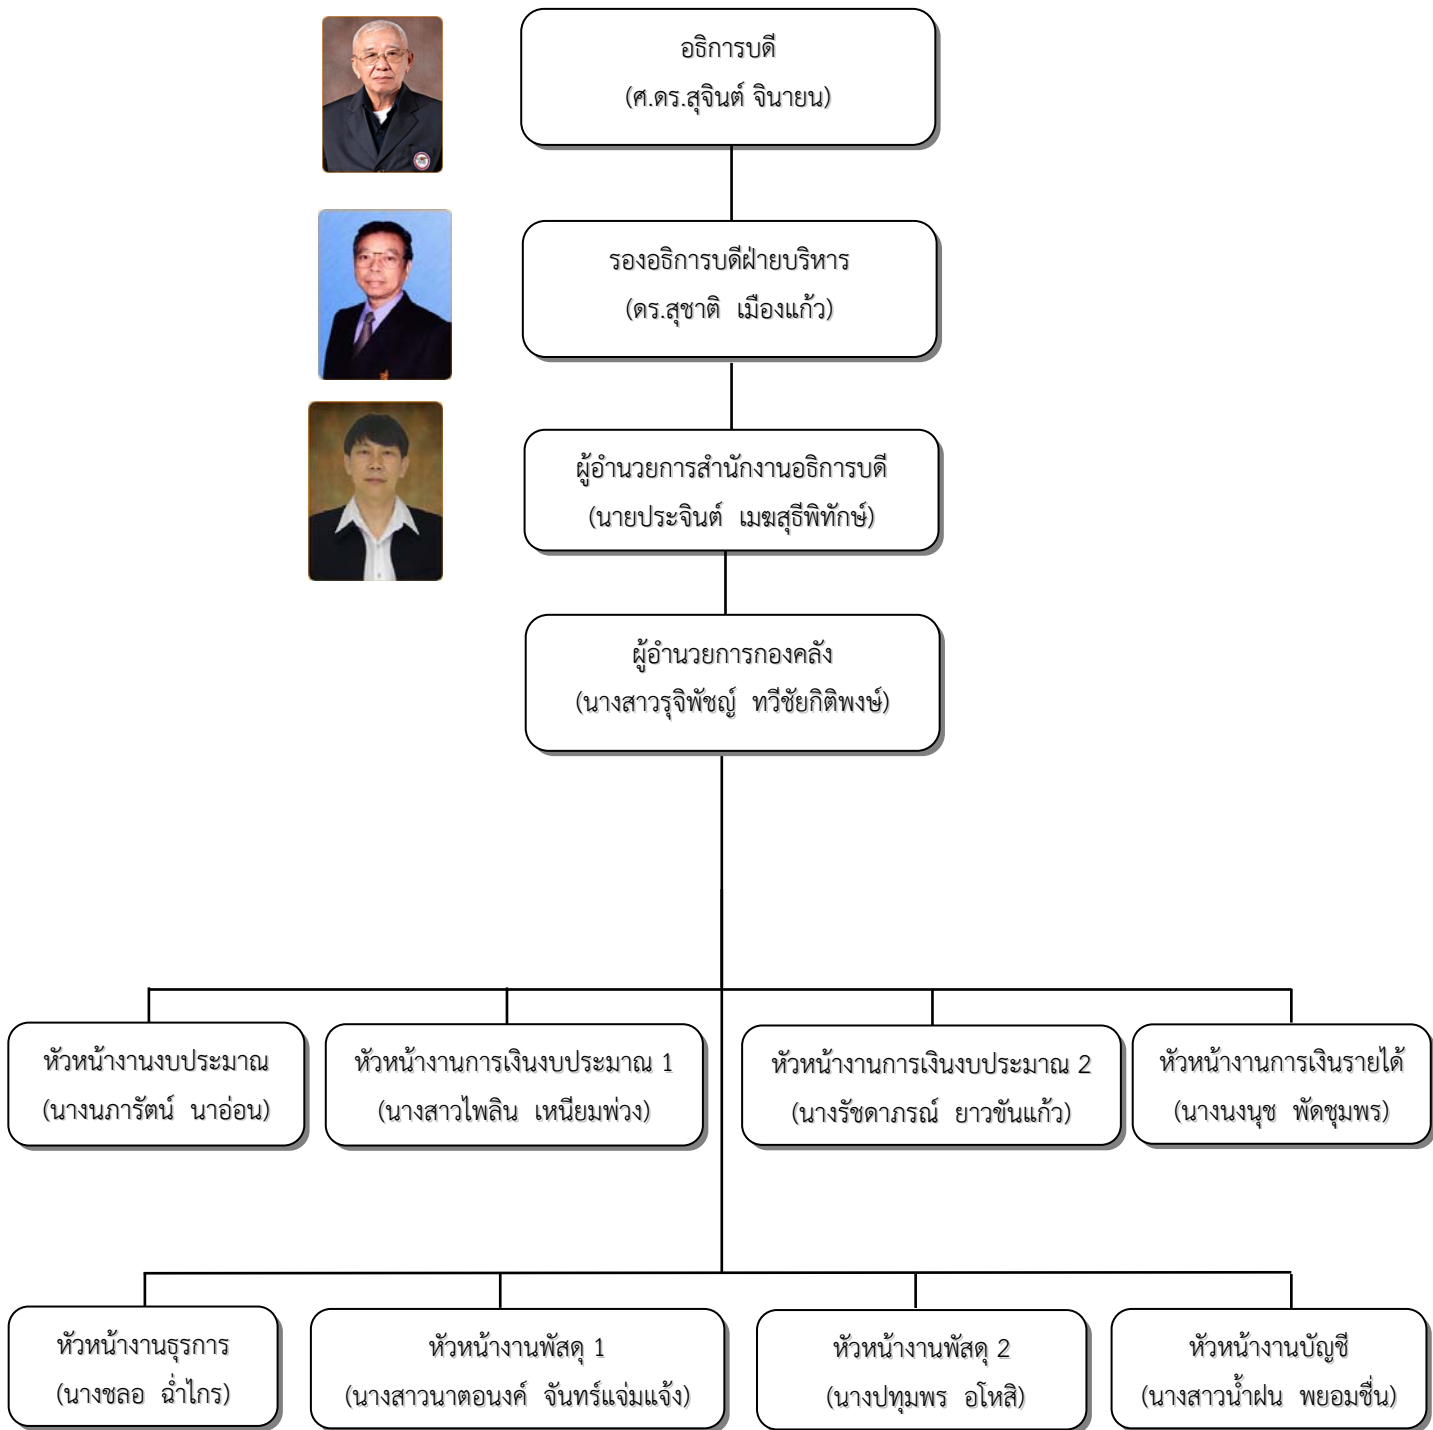 อธิการบดี
(ศ.ดร.สุจินต์ จินายน)
รองอธิการบดีฝ่ายบริหาร
(ดร.สุชาติ เมืองแก้ว)
ผู้อำนวยการสำนักงานอธิการบดี
(นายประจินต์ เมฆสุธีพิทักษ์)
ผู้อำนวยการกองคลัง
(นางสาวรุจิพัชญ์ ทวีชัยกิติพงษ์)
หัวหน้างานงบประมาณ
(นางนภารัตน์ นาอ่อน)
หัวหน้างานการเงินงบประมาณ 1
(นางสาวไพลิน เหนียมพ่วง)
หัวหน้างานการเงินงบประมาณ 2
(นางรัชดาภรณ์ ยาวขันแก้ว)
หัวหน้างานการเงินรายได้
(นางนงนุช พัดชุมพร)
หัวหน้างานธุรการ
(นางชลอ ฉ่ำไกร)
หัวหน้างานพัสดุ 1
(นางสาวนาตอนงค์ จันทร์แจ่มแจ้ง)
หัวหน้างานพัสดุ 2
(นางปทุมพร อโหสิ)
หัวหน้างานบัญชี
(นางสาวน้ำฝน พยอมชื่น)